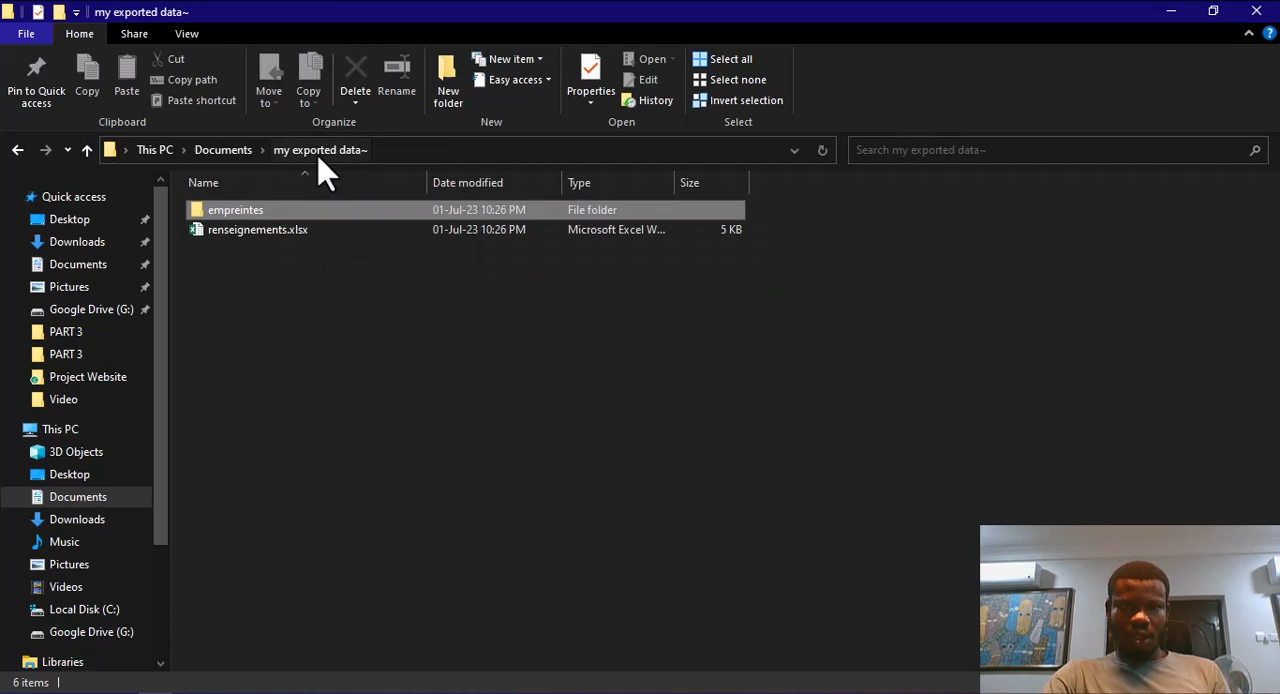 my exported data~
File Home Share View
Pin to Quick access
Copy
Paste
Cut
Copy path
Paste shortcut
Move to
Copy to
Delete
Rename
New folder
New item
Easy access
Properties
Open
Edit
History
Select all
Select none
Invert selection
Clipboard Organize New Open Select
This PC Documents my exported data~
Search my exported data~
Name Date modified Type Size
empreintes 01-Jul-23 10:26 PM File folder
renseignements.xlsx 01-Jul-23 10:26 PM Microsoft Excel W... 5 KB
Quick access
Desktop
Downloads
Documents
Pictures
Google Drive (G:)
PART 3
PART 3
Project Website
Video
This PC
3D Objects
Desktop
Documents
Downloads
Music
Pictures
Videos
Local Disk (C:)
Google Drive (G:)
Libraries
6 items